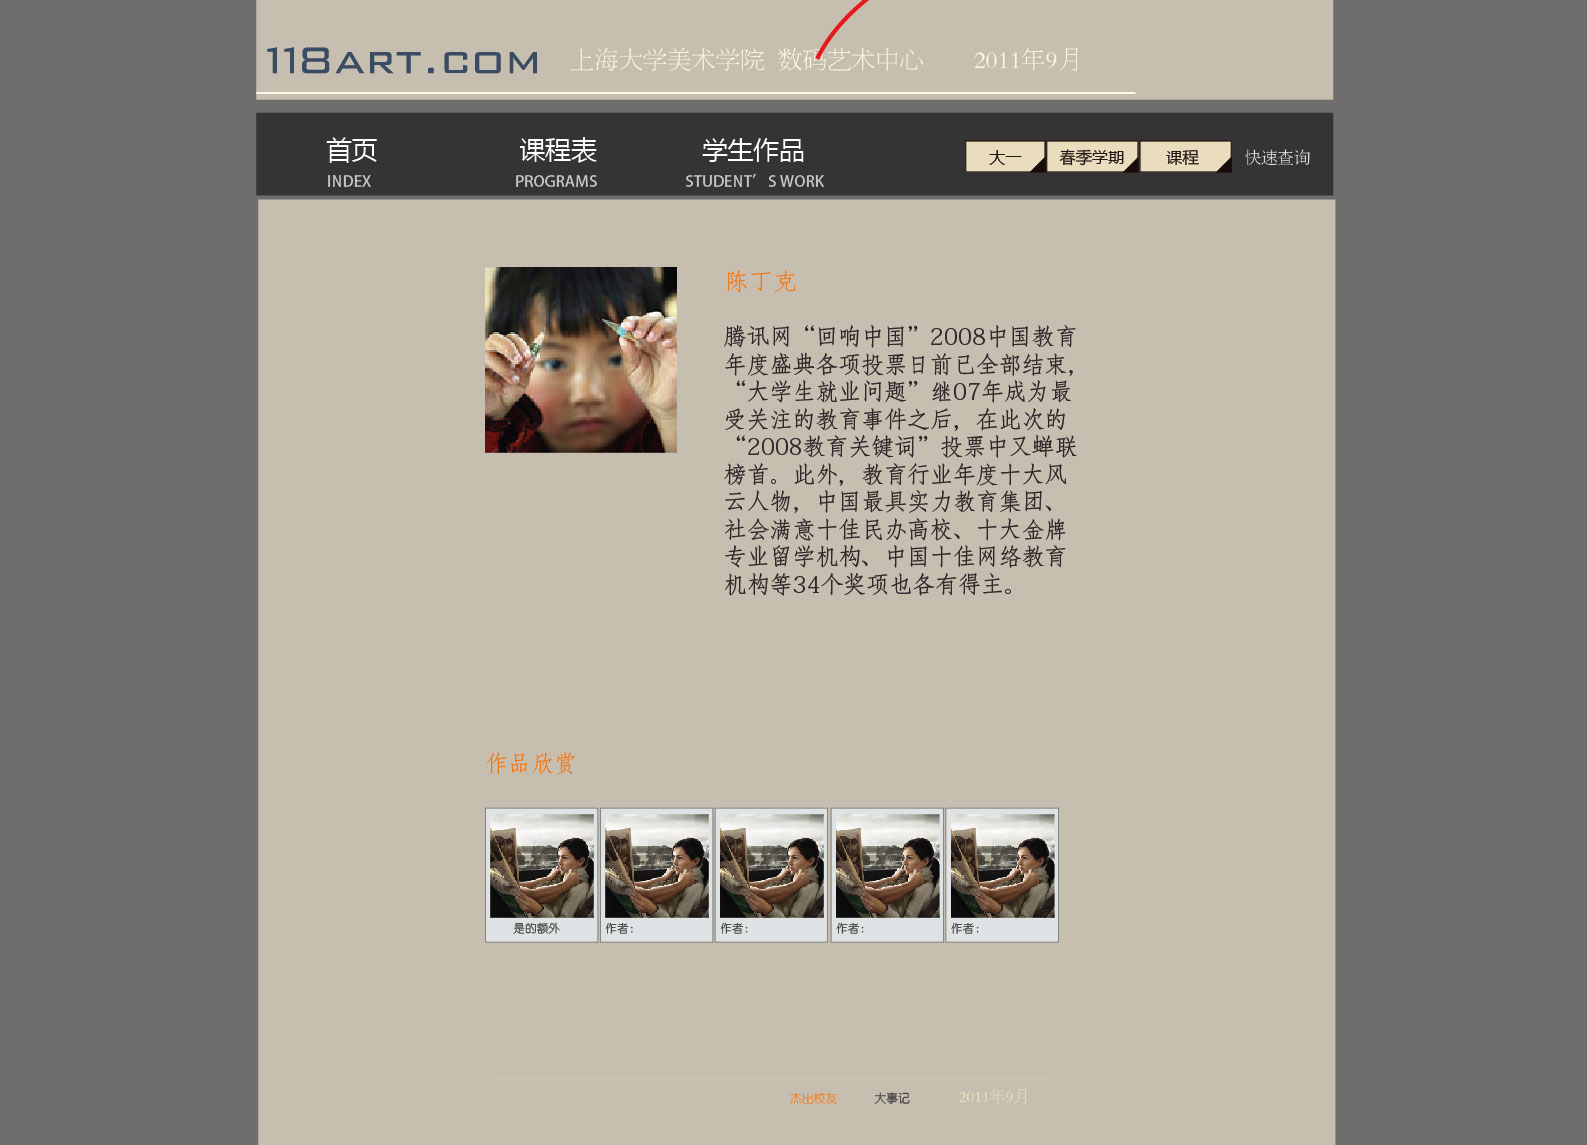 118ART.COM 上海大学美术学院 数码艺术中心 2011年9月
首页 课程表 学生作品 大一 春季学期 课程 快速查询
INDEX PROGRAMS STUDENT’S WORK
陈丁克
腾讯网“回响中国”2008中国教育
年度盛典各项投票日前已全部结束，
“大学生就业问题”继07年成为最
受关注的教育事件之后，在此次的
“2008教育关键词”投票中又蝉联
榜首。此外，教育行业年度十大风
云人物，中国最具实力教育集团、
社会满意十佳民办高校、十大金牌
专业留学机构、中国十佳网络教育
机构等34个奖项也各有得主。
作品欣赏
是的额外 作者： 作者： 作者： 作者：
杰出校友 大事记 2011年9月